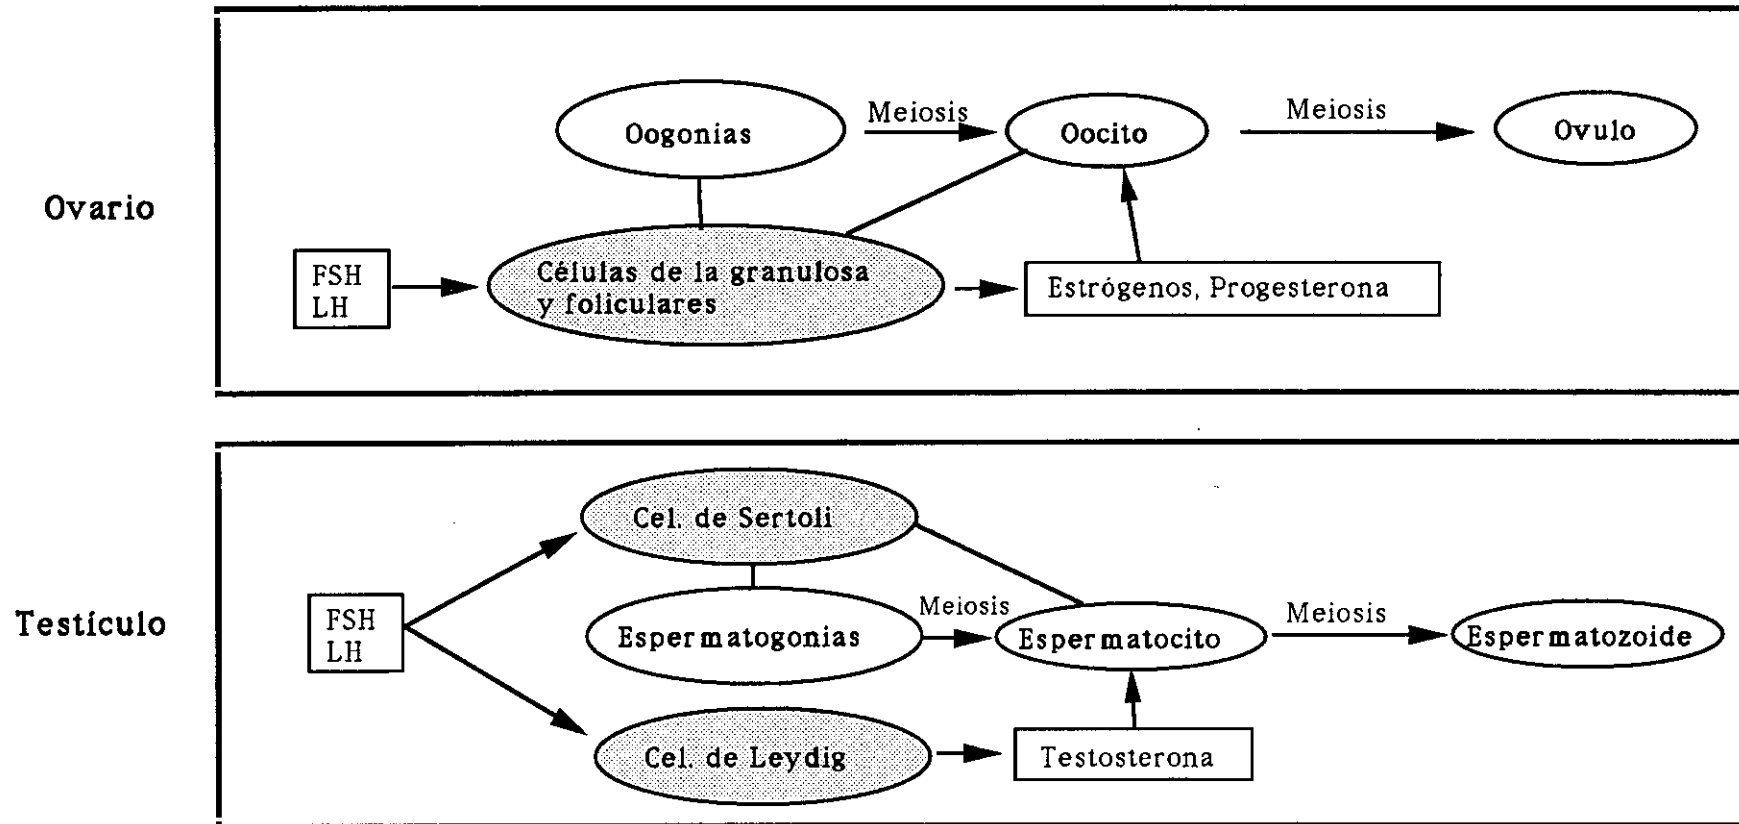 Ovario
Oogonias
Meiosis
Oocito
Meiosis
Ovulo
FSH
LH
Células de la granulosa
y foliculares
Estrógenos, Progesterona
Testículo
Cel. de Sertoli
FSH
LH
Espermatogonias
Meiosis
Espermatocito
Meiosis
Espermatozoide
Cel. de Leydig
Testosterona